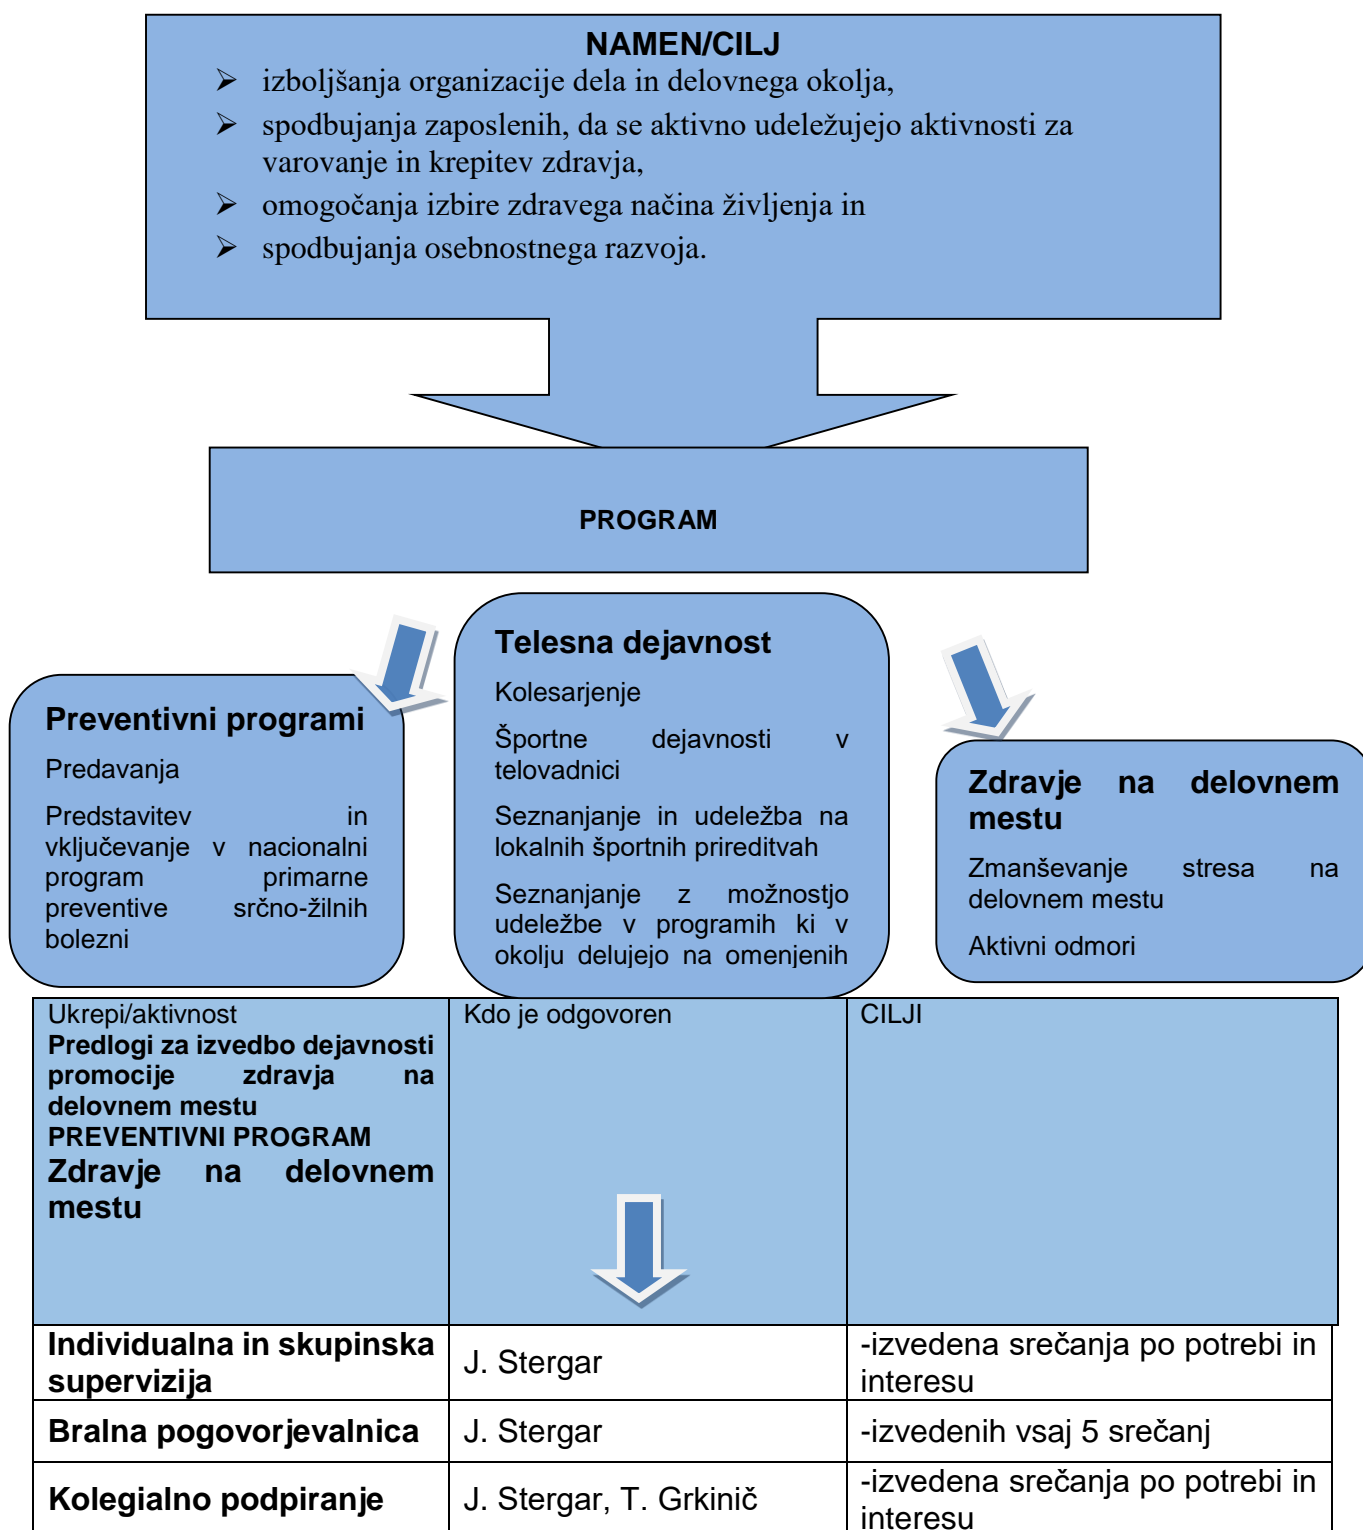 NAMEN/CILJ
➢ izboljšanja organizacije dela in delovnega okolja,
➢ spodbujanja zaposlenih, da se aktivno udeležujejo aktivnosti za
varovanje in krepitev zdravja,
➢ omogočanja izbire zdravega načina življenja in
➢ spodbujanja osebnostnega razvoja.
PROGRAM
Preventivni programi
Predavanja
Predstavitev in
vključevanje v nacionalni
program primarne
preventive srčno-žilnih
bolezni
Telesna dejavnost
Kolesarjenje
Športne dejavnosti v
telovadnici
Seznanjanje in udeležba na
lokalnih športnih prireditvah
Seznanjanje z možnostjo
udeležbe v programih ki v
okolju delujejo na omenjenih
Zdravje na delovnem
mestu
Zmanševanje stresa na
delovnem mestu
Aktivni odmori
Ukrepi/aktivnost
Predlogi za izvedbo dejavnosti
promocije zdravja na
delovnem mestu
PREVENTIVNI PROGRAM
Zdravje na delovnem
mestu
Kdo je odgovoren
CILJI
Individualna in skupinska
supervizija
J. Stergar
-izvedena srečanja po potrebi in
interesu
Bralna pogovorjevalnica
J. Stergar
-izvedenih vsaj 5 srečanj
Kolegialno podpiranje
J. Stergar, T. Grkinič
-izvedena srečanja po potrebi in
interesu